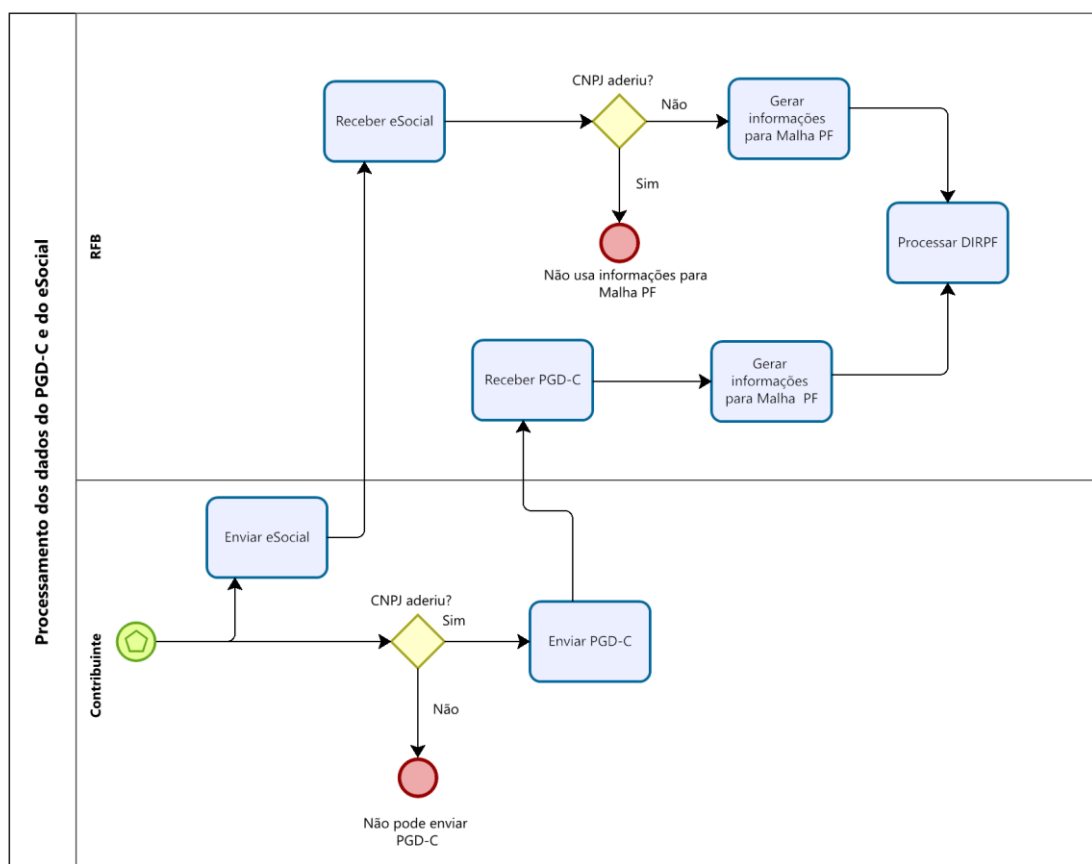 Processamento dos dados do PGD-C e do eSocial
RFB
CNPJ aderiu?
Receber eSocial
Não
Gerar
informações
para Malha PF
Sim
Processar DIRPF
Não usa informações para
Malha PF
Receber PGD-C
Gerar
informações
para Malha PF
Contribuinte
Enviar eSocial
CNPJ aderiu?
Sim
Enviar PGD-C
Não
Não pode enviar
PGD-C